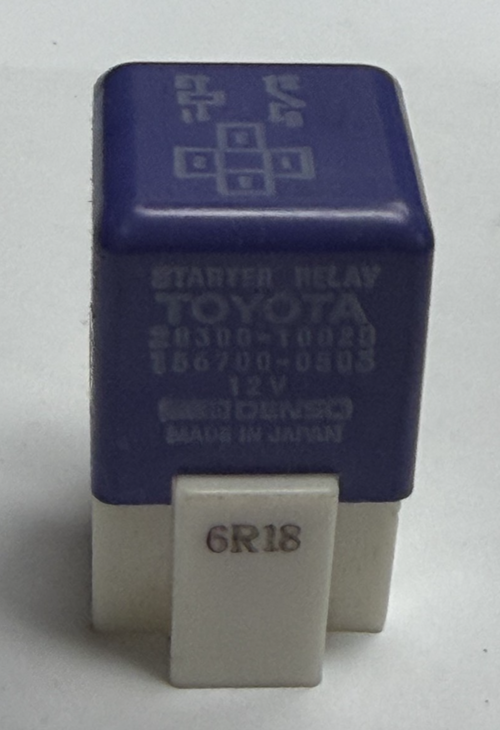 STARTER RELAY
TOYOTA
28300-10020
156700-0503
12V
DENSO
MADE IN JAPAN
6R18